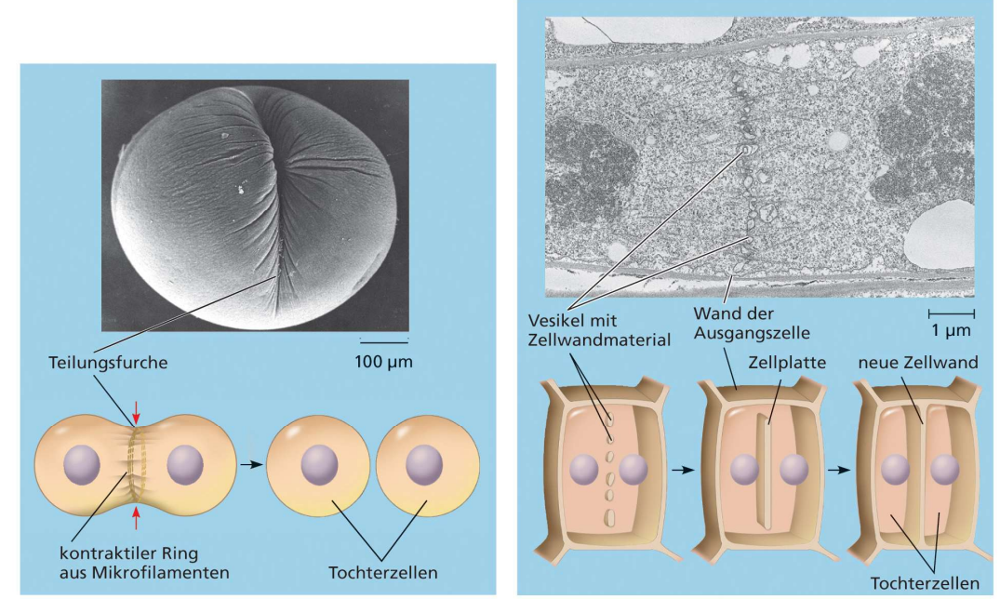 Teilungsfurche
100 µm
kontraktiler Ring
aus Mikrofilamenten
Tochterzellen
Vesikel mit
Zellwandmaterial
Wand der
Ausgangszelle
1 µm
Zellplatte
neue Zellwand
Tochterzellen